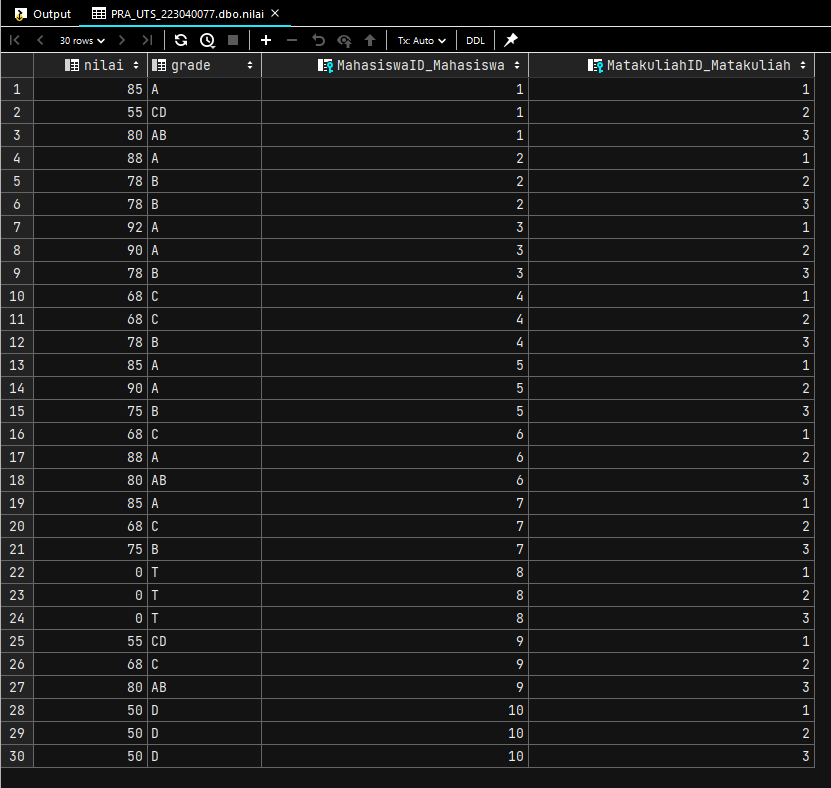 Output PRA_UTS_223040077.dbo.nilai
30 rows Tx: Auto DDL
nilai grade MahasiswaID_Mahasiswa MatakuliahID_Matakuliah
1 85 A 1 1
2 55 CD 1 2
3 80 AB 1 3
4 88 A 2 1
5 78 B 2 2
6 78 B 2 3
7 92 A 3 1
8 90 A 3 2
9 78 B 3 3
10 68 C 4 1
11 68 C 4 2
12 78 B 4 3
13 85 A 5 1
14 90 A 5 2
15 75 B 5 3
16 68 C 6 1
17 88 A 6 2
18 80 AB 6 3
19 85 A 7 1
20 68 C 7 2
21 75 B 7 3
22 0 T 8 1
23 0 T 8 2
24 0 T 8 3
25 55 CD 9 1
26 68 C 9 2
27 80 AB 9 3
28 50 D 10 1
29 50 D 10 2
30 50 D 10 3